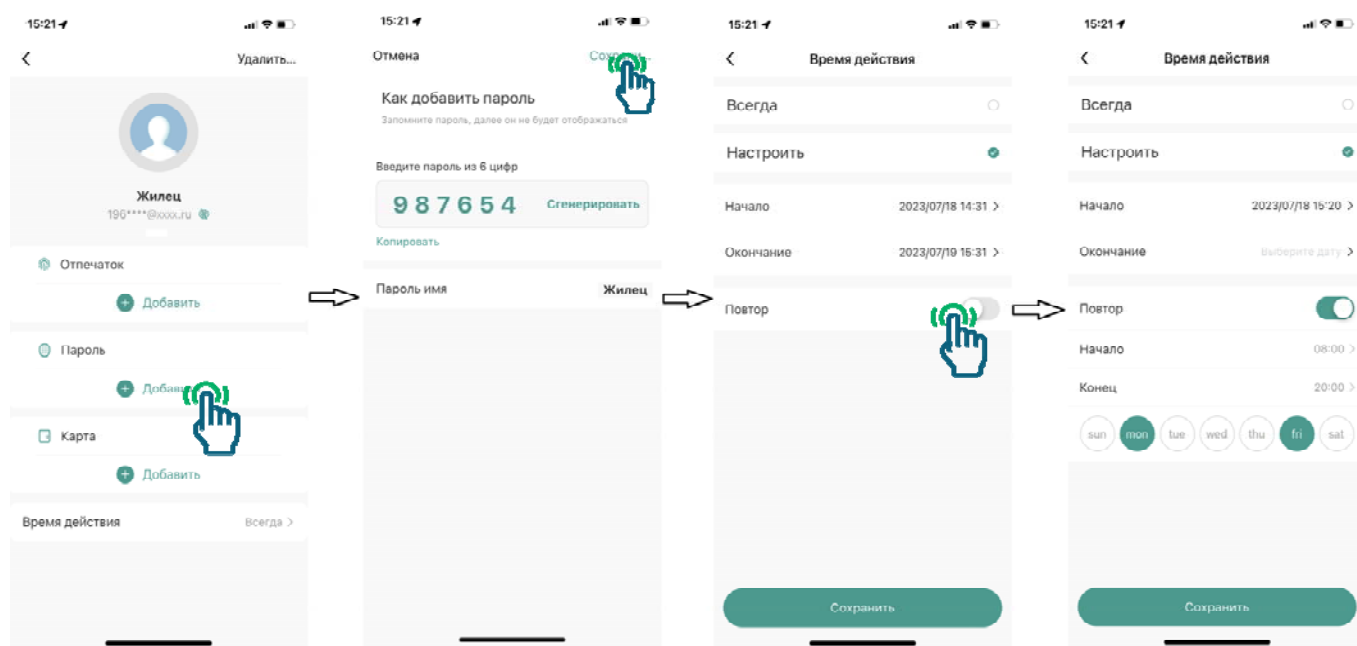 15:21
Удалить...
Жилец
196****@xxxx.ru
Отпечаток
Добавить
Пароль
Добавить
Карта
Добавить
Время действия
Всегда
15:21
Отмена
Как добавить пароль
Запомните пароль, далее он не будет отображаться
Введите пароль из 6 цифр
987654 Сгенерировать
Копировать
Пароль имя Жилец
15:21
Время действия
Всегда
Настроить
Начало 2023/07/18 14:31
Окончание 2023/07/19 15:31
Повтор
Сохранить
15:21
Время действия
Всегда
Настроить
Начало 2023/07/18 15:20
Окончание Выберите дату
Повтор
Начало 08:00
Конец 20:00
sun mon tue wed thu fri sat
Сохранить